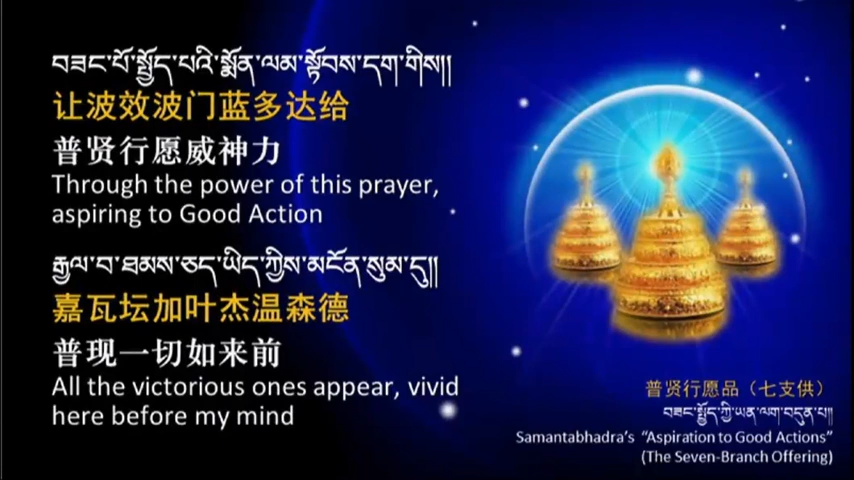 བཟང་པོ་སྤྱོད་པའི་སྨོན་ལམ་སྟོབས་དག་གིས། །
让波效波门蓝多达给
普贤行愿威神力
Through the power of this prayer,
aspiring to Good Action
རྒྱལ་བ་ཐམས་ཅད་ཡིད་ཀྱིས་མངོན་སུམ་དུ། །
嘉瓦坛加叶杰温森德
普现一切如来前
All the victorious ones appear, vivid
here before my mind
普贤行愿品（七支供）
བཟང་སྤྱོད་ཀྱི་ཡན་ལག་བདུན་པ། །
Samantabhadra's “Aspiration to Good Actions”
(The Seven-Branch Offering)